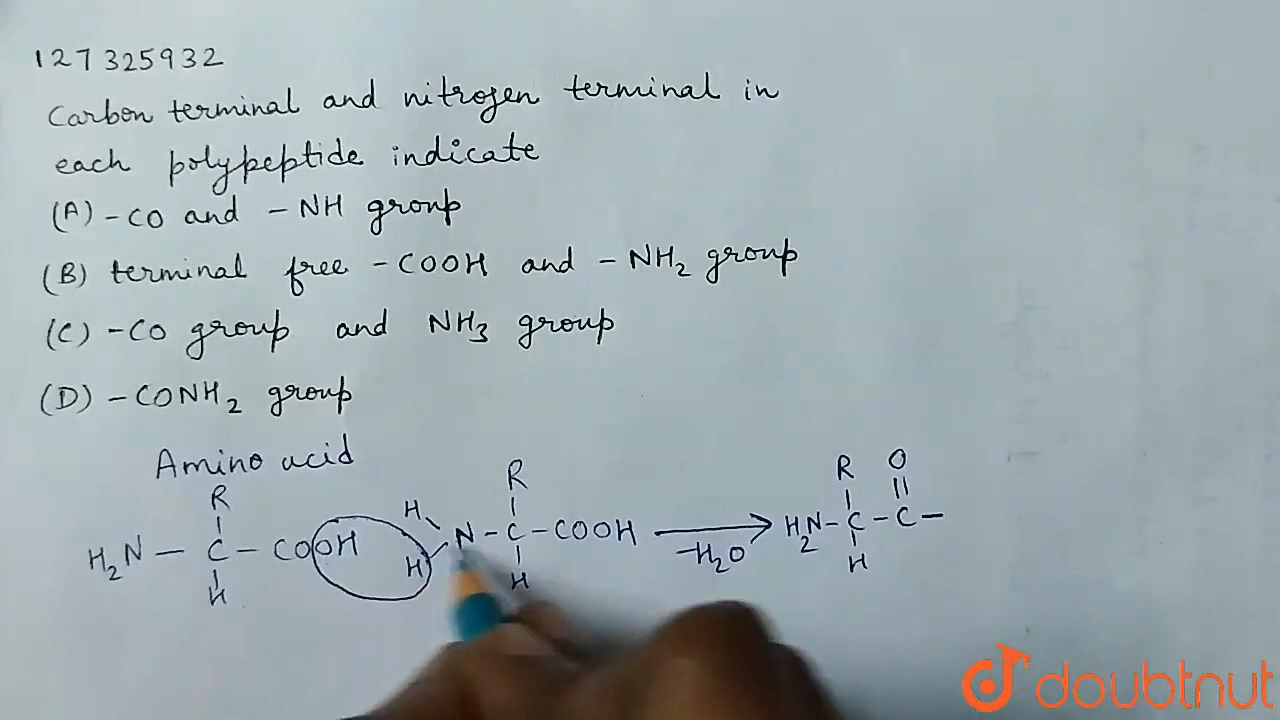 127325932
Carbon terminal and nitrogen terminal in
each polypeptide indicate
(A) -CO and - NH group
(B) terminal free - COOH and - NH₂ group
(C) -CO group and NH₃ group
(D) - CONH₂ group
Amino acid
R
H₂N - C - COOH
H
R
H
H
N - C - COOH
H
-H₂O
R O
H₂N - C - C -
H
doubtnut